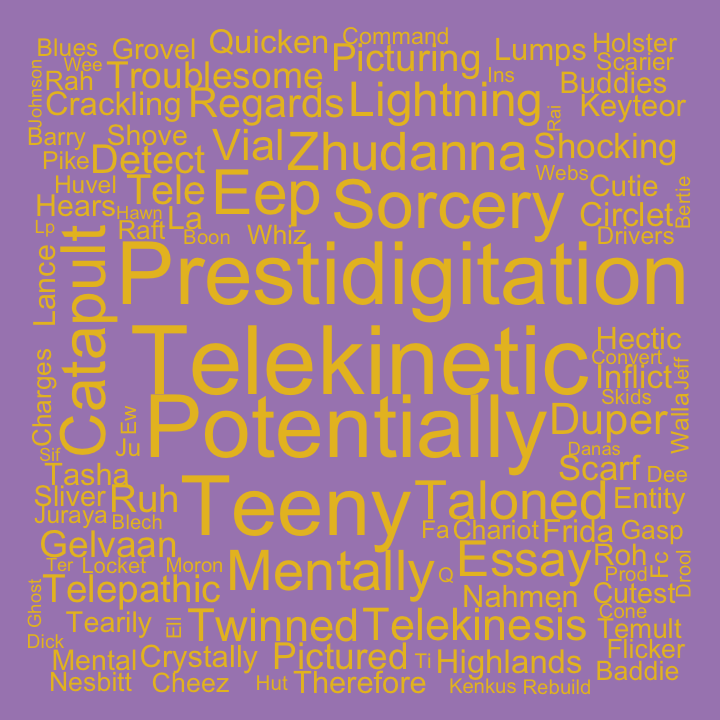 Blues
Grovel
Quicken
Command
Picturing
Lumps
Holster
Scarier
Wee
Rah
Troublesome
Ins
Buddies
Johnson
Crackling
Regards
Lightning
Rai
Keyteor
Barry
Shove
Vial
Zhudanna
Shocking
Pike
Detect
Webs
Huvel
Tele
Eep
Sorcery
Cutie
Bertie
Hears
Hawn
La
Circlet
Lp
Raft
Boon
Whiz
Drivers
Lance
Catapult
Prestidigitation
Telekinetic
Hectic
Convert
Charges
Inflict
Jeff
Skids
Potentially
Duper
Walla
Ew
Ju
Danas
Sif
Tasha
Scarf
Dee
Sliver
Ruh
Teeny
Taloned
Entity
Juraya
Blech
Fa
Chariot
Frida
Gasp
Gelvaan
Mentally
Essay
Roh
Fc
Ter
Locket
Moron
Q
Prod
Drool
Telepathic
Nahmen
Cutest
Ghost
Cone
Tearily
Ell
Twinned
Telekinesis
Temult
Dick
Flicker
Mental
Crystally
Pictured
Ti
Highlands
Baddie
Nesbitt
Cheez
Hut
Therefore
Kenkus
Rebuild